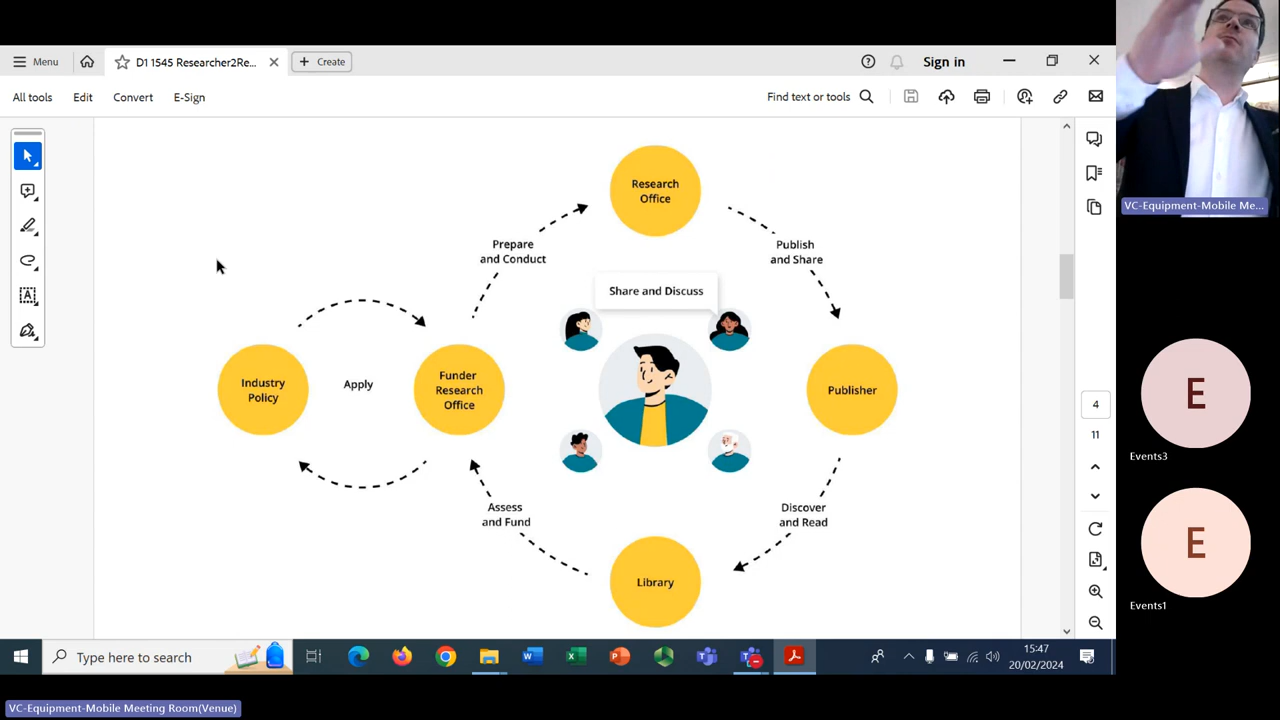 Menu
D1 1545 Researcher2Re...
Create
Sign in
All tools
Edit
Convert
E-Sign
Find text or tools
VC-Equipment-Mobile Me...
Research
Office
Prepare
and Conduct
Publish
and Share
Share and Discuss
Industry
Policy
Apply
Funder
Research
Office
Publisher
4
11
Assess
and Fund
Discover
and Read
Library
E
Events3
E
Events1
Type here to search
15:47
20/02/2024
VC-Equipment-Mobile Meeting Room(Venue)